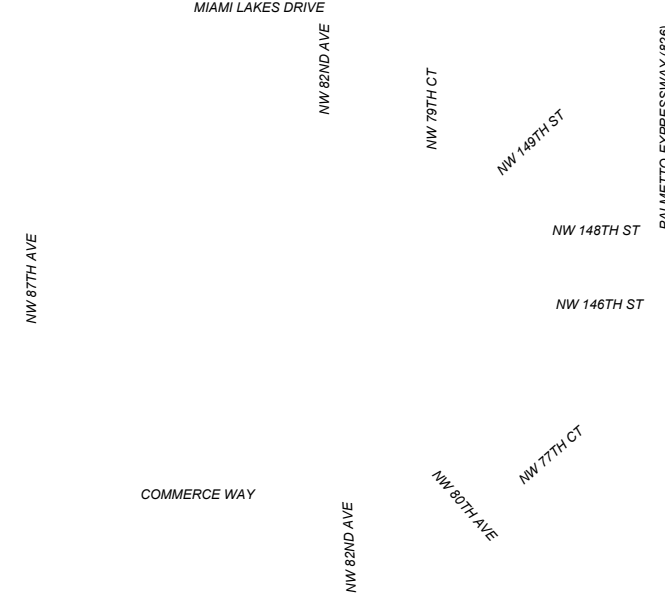 MIAMI LAKES DRIVE
NW 82ND AVE
NW 79TH CT
NW 149TH ST
PALMETTO EXPRESSWAY (826)
NW 148TH ST
NW 87TH AVE
NW 146TH ST
NW 77TH CT
COMMERCE WAY
NW 80TH AVE
NW 82ND AVE